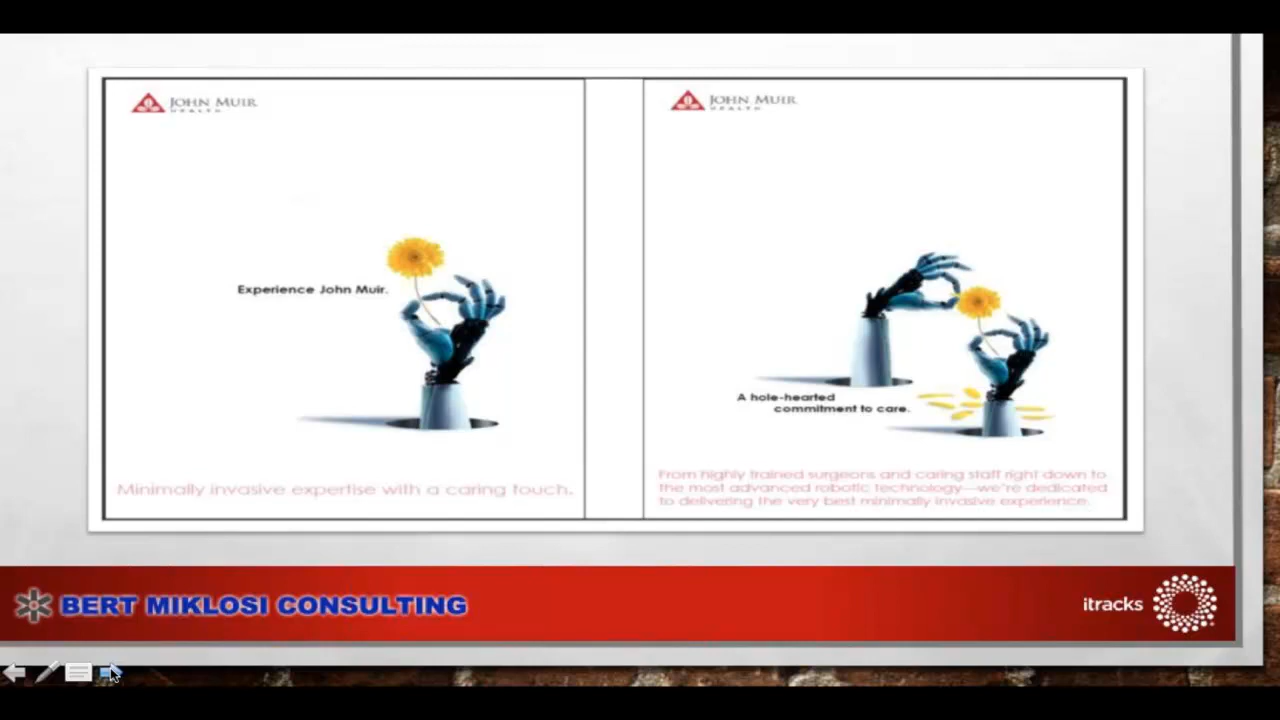 JOHN MUIR
HEALTH
Experience John Muir.
Minimally invasive expertise with a caring touch.
JOHN MUIR
HEALTH
A hole-hearted
commitment to care.
From highly trained surgeons and caring staff right down to
the most advanced robotic technology—we're dedicated
to delivering the very best minimally invasive experience.
BERT MIKLOSI CONSULTING
itracks